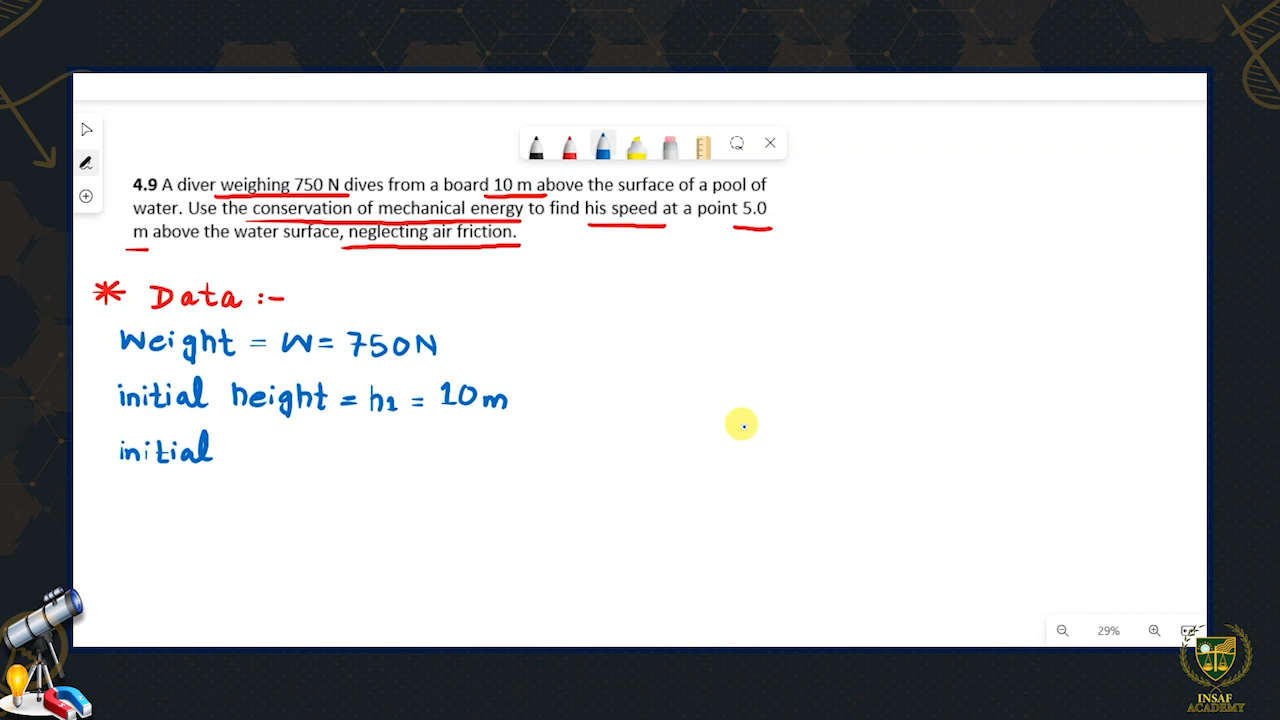 4.9 A diver weighing 750 N dives from a board 10 m above the surface of a pool of
water. Use the conservation of mechanical energy to find his speed at a point 5.0
m above the water surface, neglecting air friction.
* Data :-
Weight = W = 750N
initial height = h1 = 10m
initial
29%
INSAF
ACADEMY